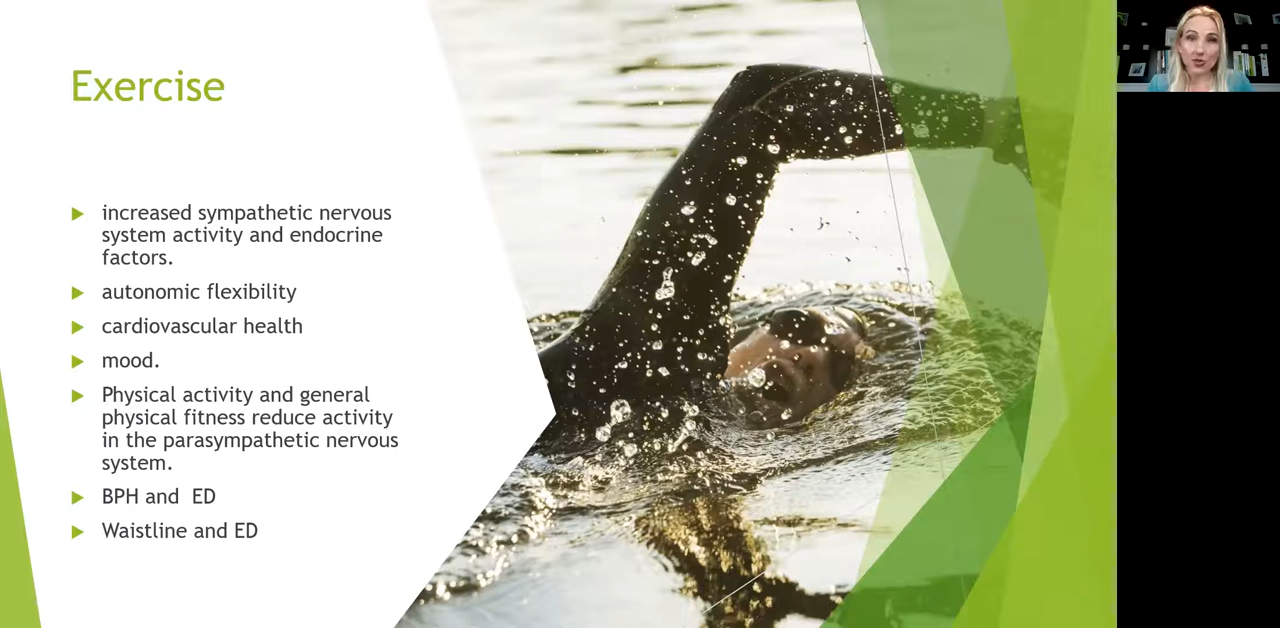 Exercise
increased sympathetic nervous
system activity and endocrine
factors.
autonomic flexibility
cardiovascular health
mood.
Physical activity and general
physical fitness reduce activity
in the parasympathetic nervous
system.
BPH and  ED
Waistline and ED